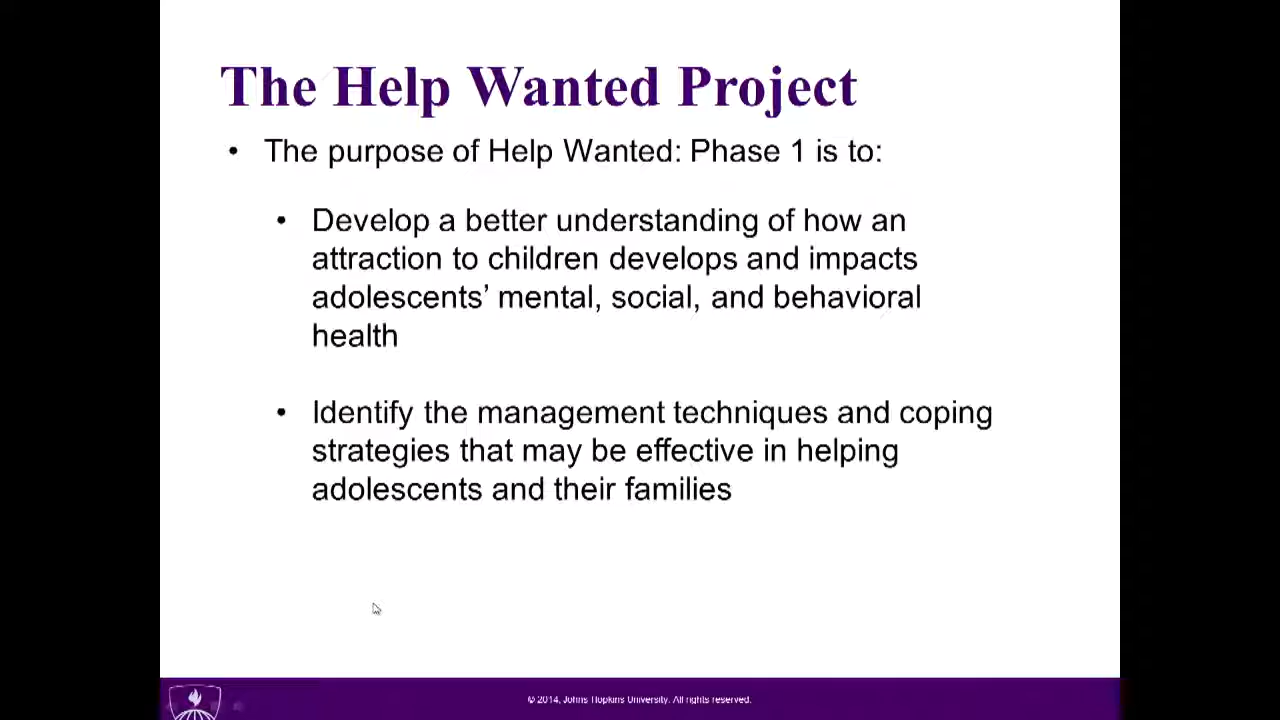 The Help Wanted Project
• The purpose of Help Wanted: Phase 1 is to:
• Develop a better understanding of how an
attraction to children develops and impacts
adolescents’ mental, social, and behavioral
health
• Identify the management techniques and coping
strategies that may be effective in helping
adolescents and their families
© 2014, Johns Hopkins University. All rights reserved.